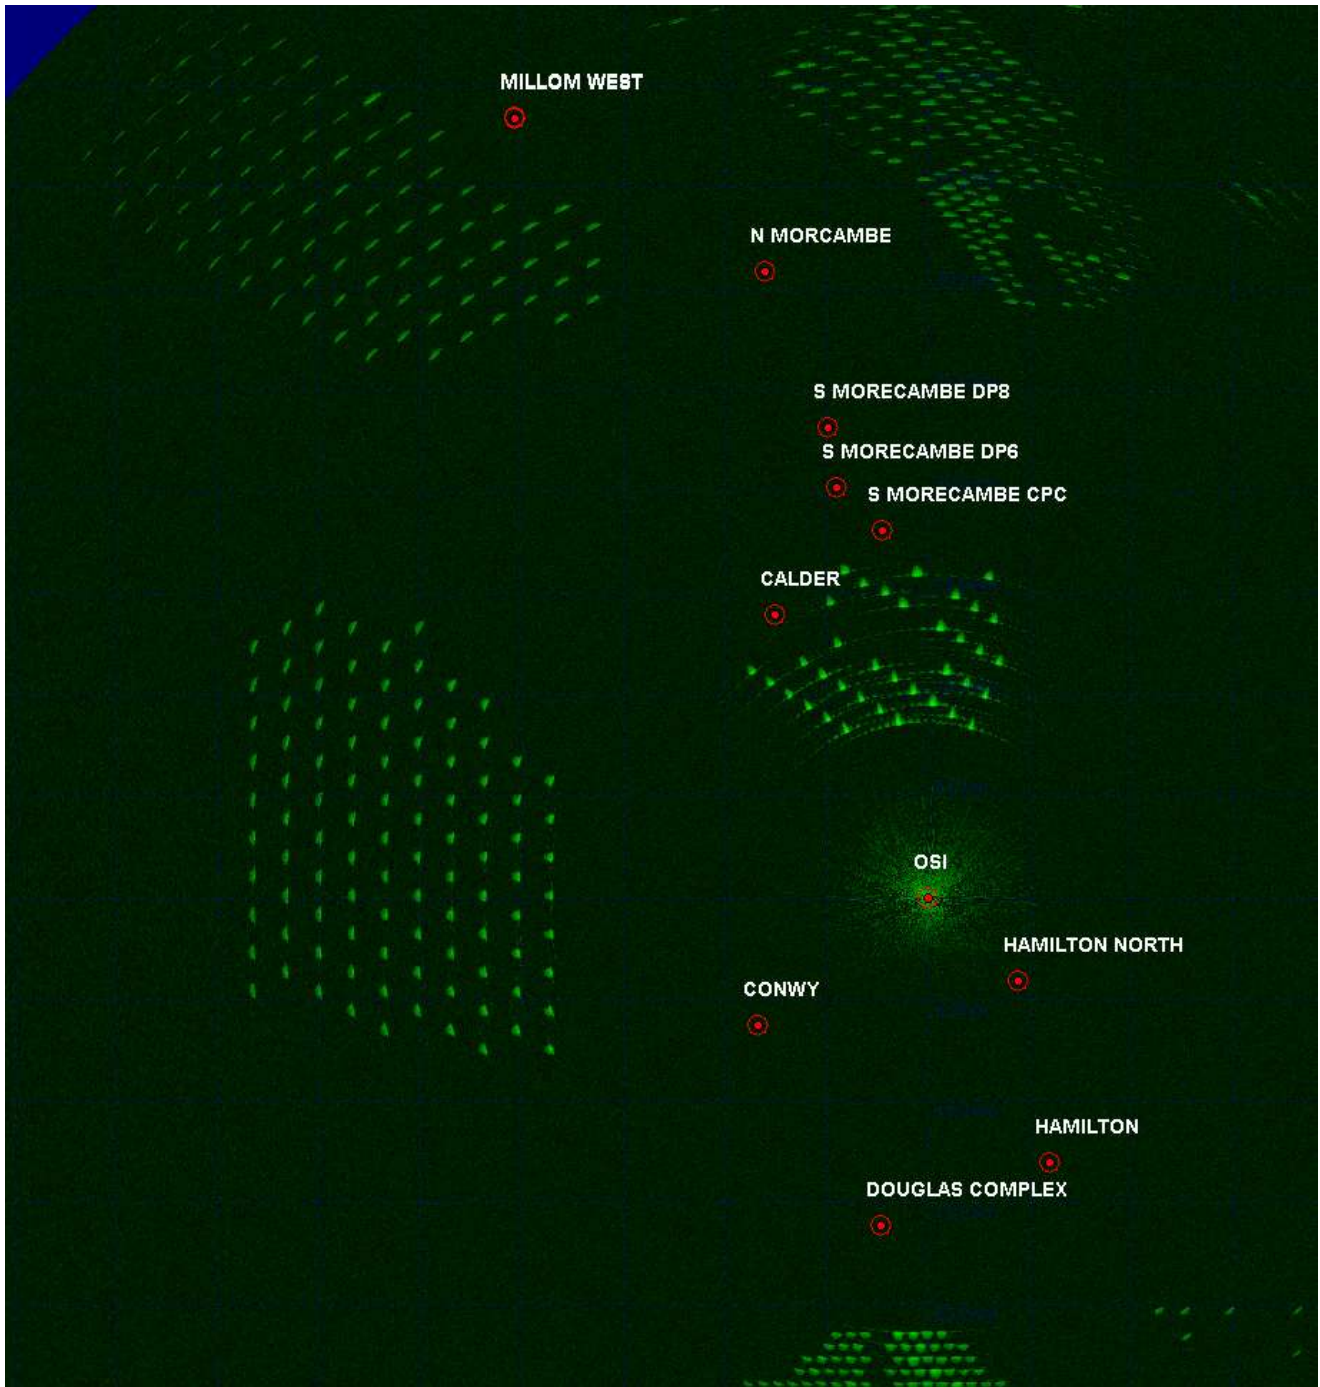 MILLOM WEST
N MORCAMBE
S MORECAMBE DP8
S MORECAMBE DP6
S MORECAMBE CPC
CALDER
OSI
HAMILTON NORTH
CONWY
HAMILTON
DOUGLAS COMPLEX